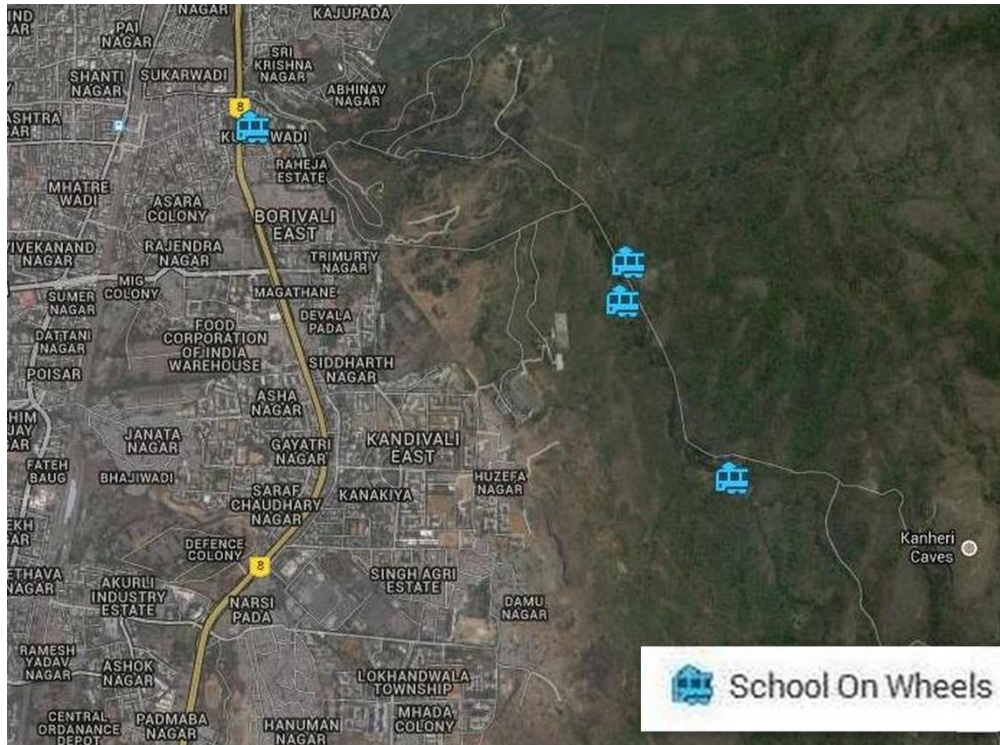 NAGAR
KAJUPADA
PAI
NAGAR
SRI
KRISHNA
NAGAR
SHANTI
NAGAR
SUKARWADI
ABHINAV
NAGAR
8
RAHEJA
ESTATE
MHATRE
WADI
ASARA
COLONY
BORIVALI
EAST
RAJENDRA
NAGAR
TRIMURTY
NAGAR
MIG
COLONY
SUMER
NAGAR
MAGATHANE
DEVALA
PADA
DATTANI
NAGAR
FOOD
CORPORATION
OF INDIA
WAREHOUSE
POISAR
SIDDHARTH
NAGAR
ASHA
NAGAR
JANATA
NAGAR
GAYATRI
NAGAR
KANDIVALI
EAST
FATEH
BAUG
BHAJIWADI
HUZEFA
NAGAR
SARAF
CHAUDHARY
NAGAR
KANAKIYA
DEFENCE
COLONY
Kanheri
Caves
8
SINGH AGRI
ESTATE
AKURLI
INDUSTRY
ESTATE
NARSI
PADA
DAMU
NAGAR
RAMESH
YADAV
NAGAR
ASHOK
NAGAR
LOKHANDWALA
TOWNSHIP
MHADA
COLONY
CENTRAL
ORDANANCE
DEPOT
PADMABA
NAGAR
HANUMAN
NAGAR
School On Wheels